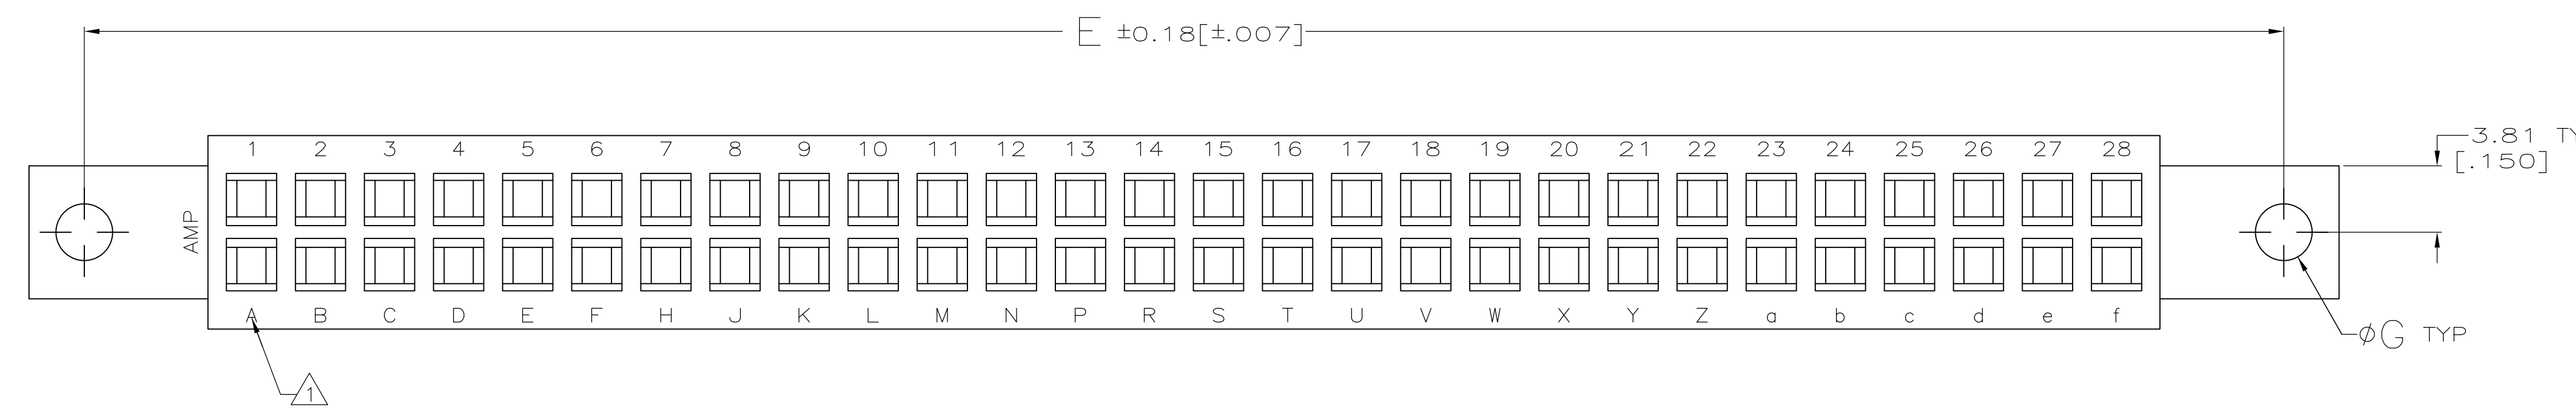 E ±0.18[±.007]
1 2 3 4 5 6 7 8 9 10 11 12 13 14 15 16 17 18 19 20 21 22 23 24 25 26 27 28
3.81 TY
[.150]
AMP
A B C D E F H J K L M N P R S T U V W X Y Z a b c d e f
⌀G TYP
1